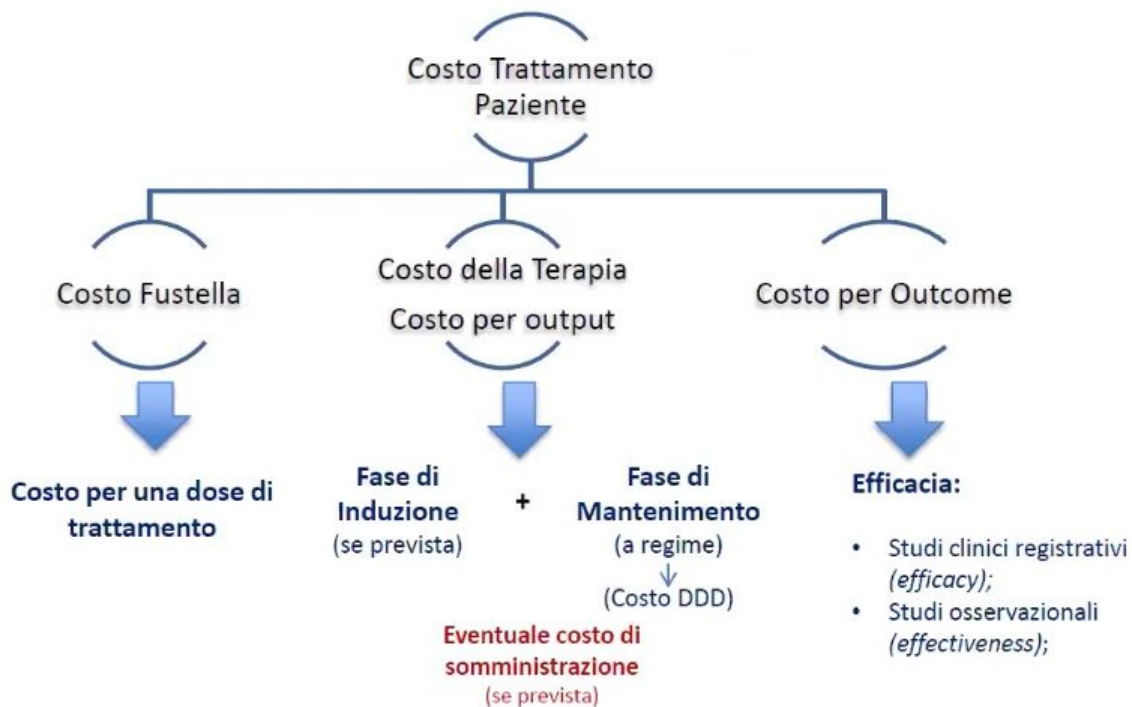 Costo Trattamento
Paziente
Costo Fustella
Costo della Terapia
Costo per output
Costo per Outcome
Costo per una dose di
trattamento
Fase di
Induzione
(se prevista)
+
Fase di
Mantenimento
(a regime)
(Costo DDD)
Eventuale costo di
somministrazione
(se prevista)
Efficacia:
• Studi clinici registrativi
(efficacy);
• Studi osservazionali
(effectiveness);